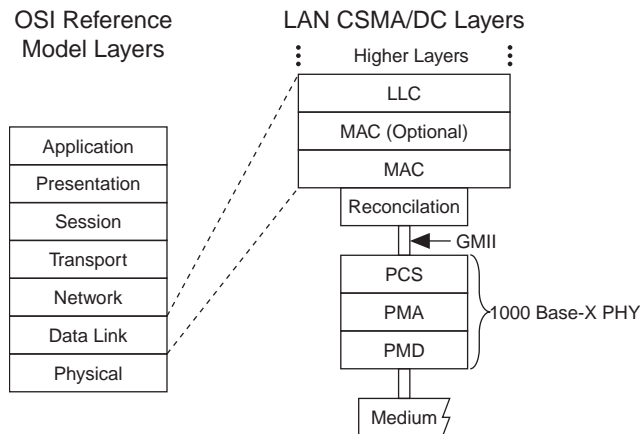 OSI Reference
Model Layers
Application
Presentation
Session
Transport
Network
Data Link
Physical
LAN CSMA/DC Layers
Higher Layers
LLC
MAC (Optional)
MAC
Reconcilation
GMII
PCS
PMA
PMD
1000 Base-X PHY
Medium